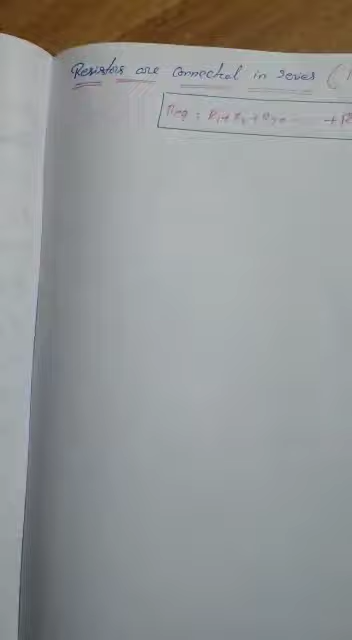 Resistors are connected in series (
Req = R1+R2+R3+ ..... +R